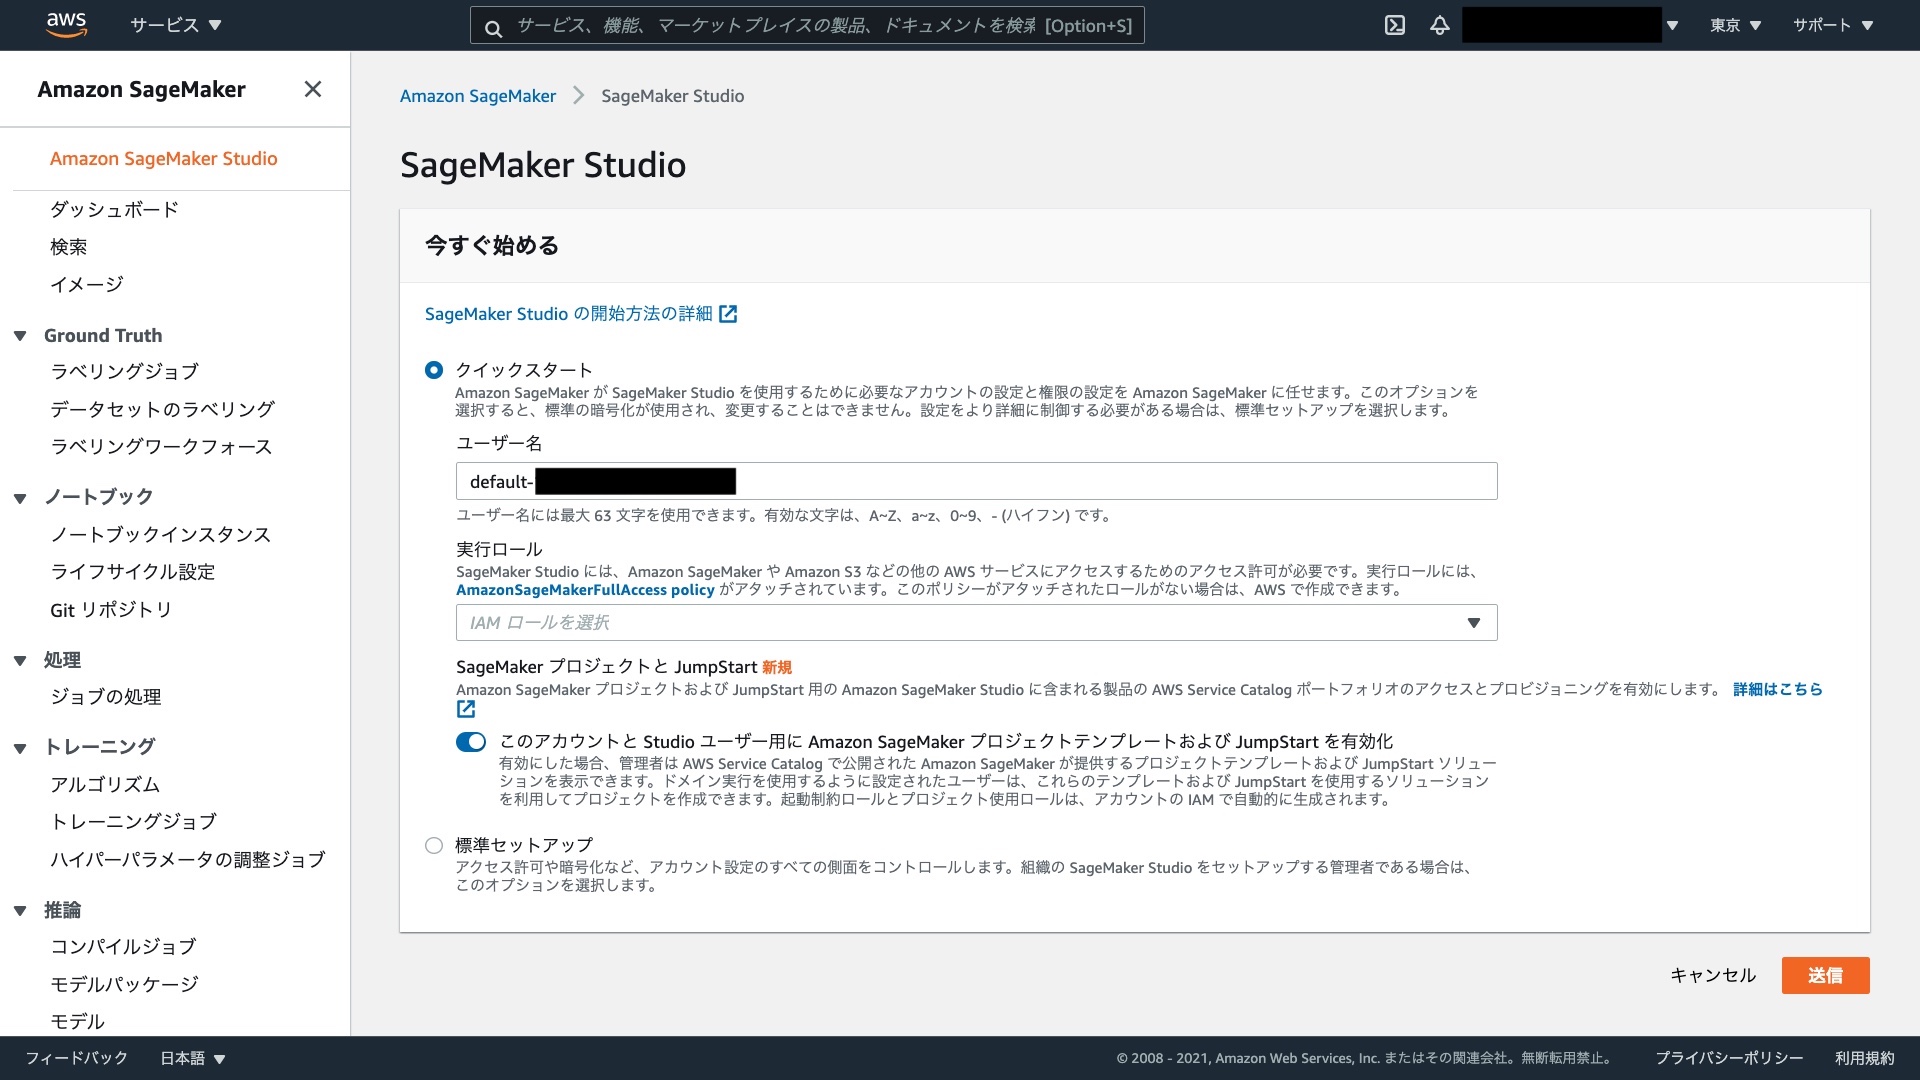 aws
サービス ▼
サービス、機能、マーケットプレイスの製品、ドキュメントを検索 [Option+S]
東京 ▼
サポート ▼
Amazon SageMaker
Amazon SageMaker Studio
ダッシュボード
検索
イメージ
▼ Ground Truth
ラベリングジョブ
データセットのラベリング
ラベリングワークフォース
▼ ノートブック
ノートブックインスタンス
ライフサイクル設定
Git リポジトリ
▼ 処理
ジョブの処理
▼ トレーニング
アルゴリズム
トレーニングジョブ
ハイパーパラメータの調整ジョブ
▼ 推論
コンパイルジョブ
モデルパッケージ
モデル
Amazon SageMaker > SageMaker Studio
SageMaker Studio
今すぐ始める
SageMaker Studio の開始方法の詳細
クイックスタート
Amazon SageMaker が SageMaker Studio を使用するために必要なアカウントの設定と権限の設定を Amazon SageMaker に任せます。このオプションを
選択すると、標準の暗号化が使用され、変更することはできません。設定をより詳細に制御する必要がある場合は、標準セットアップを選択します。
ユーザー名
default-
ユーザー名には最大 63 文字を使用できます。有効な文字は、A~Z、a~z、0~9、- (ハイフン) です。
実行ロール
SageMaker Studio には、Amazon SageMaker や Amazon S3 などの他の AWS サービスにアクセスするためのアクセス許可が必要です。実行ロールには、
AmazonSageMakerFullAccess policy がアタッチされています。このポリシーがアタッチされたロールがない場合は、AWS で作成できます。
IAM ロールを選択
SageMaker プロジェクトと JumpStart 新規
Amazon SageMaker プロジェクトおよび JumpStart 用の Amazon SageMaker Studio に含まれる製品の AWS Service Catalog ポートフォリオのアクセスとプロビジョニングを有効にします。 詳細はこちら
このアカウントと Studio ユーザー用に Amazon SageMaker プロジェクトテンプレートおよび JumpStart を有効化
有効にした場合、管理者は AWS Service Catalog で公開された Amazon SageMaker が提供するプロジェクトテンプレートおよび JumpStart ソリュー
ションを表示できます。ドメイン実行を使用するように設定されたユーザーは、これらのテンプレートおよび JumpStart を使用するソリューション
を利用してプロジェクトを作成できます。起動制約ロールとプロジェクト使用ロールは、アカウントの IAM で自動的に生成されます。
標準セットアップ
アクセス許可や暗号化など、アカウント設定のすべての側面をコントロールします。組織の SageMaker Studio をセットアップする管理者である場合は、
このオプションを選択します。
キャンセル
送信
フィードバック
日本語 ▼
© 2008 - 2021, Amazon Web Services, Inc. またはその関連会社。無断転用禁止。
プライバシーポリシー
利用規約